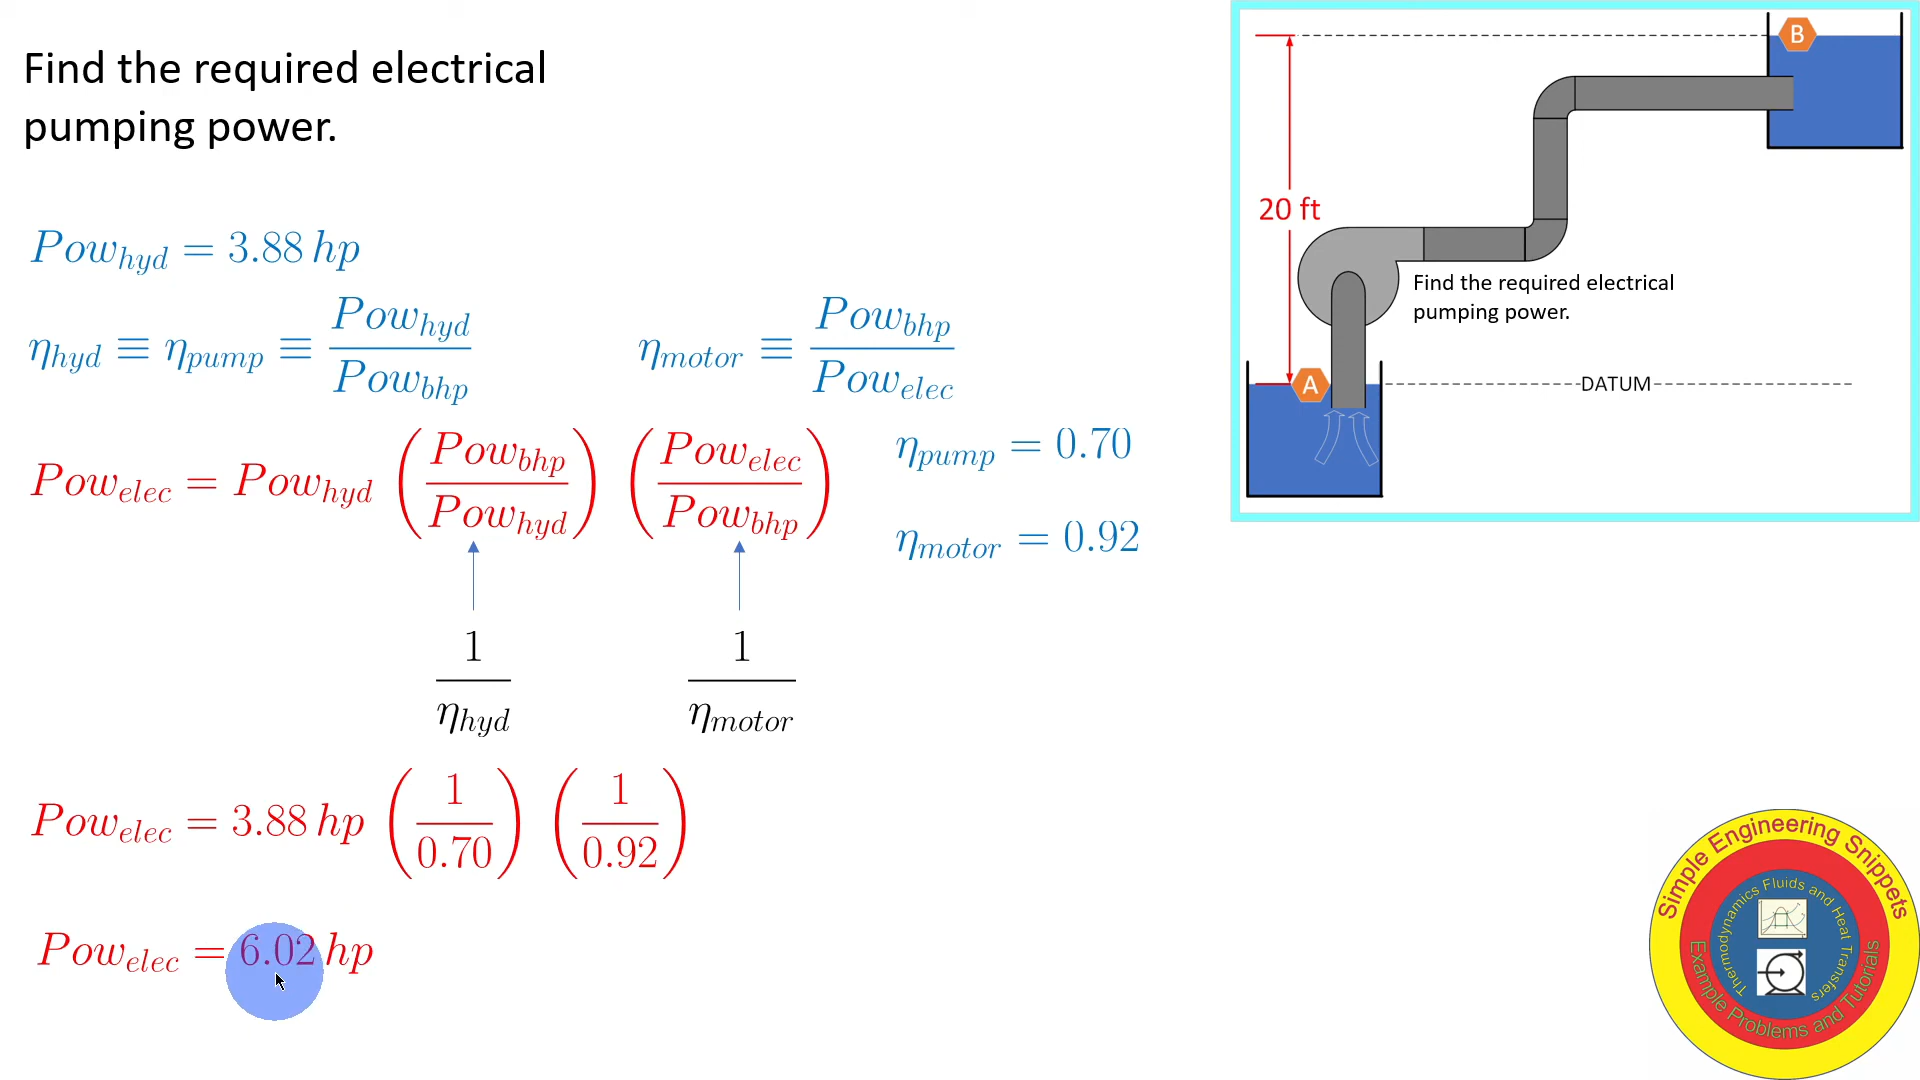 Find the required electrical
pumping power.
Pow_hyd = 3.88 hp
η_hyd ≡ η_pump ≡ Pow_hyd / Pow_bhp
η_motor ≡ Pow_bhp / Pow_elec
Pow_elec = Pow_hyd (Pow_bhp / Pow_hyd) (Pow_elec / Pow_bhp)
η_pump = 0.70
η_motor = 0.92
1 / η_hyd
1 / η_motor
Pow_elec = 3.88 hp (1 / 0.70) (1 / 0.92)
Pow_elec = 6.02 hp
B
20 ft
Find the required electrical
pumping power.
A
DATUM
Simple Engineering Snippets
Thermodynamics Fluids and Heat Transfers
Example Problems and Tutorials